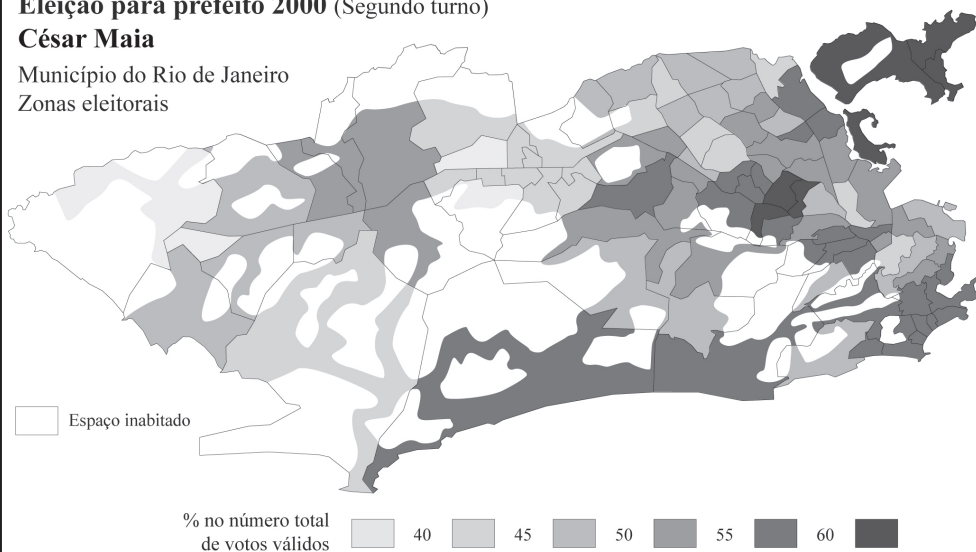 Eleição para prefeito 2000 (Segundo turno)
César Maia
Município do Rio de Janeiro
Zonas eleitorais
Espaço inabitado
% no número total
de votos válidos
40 45 50 55 60